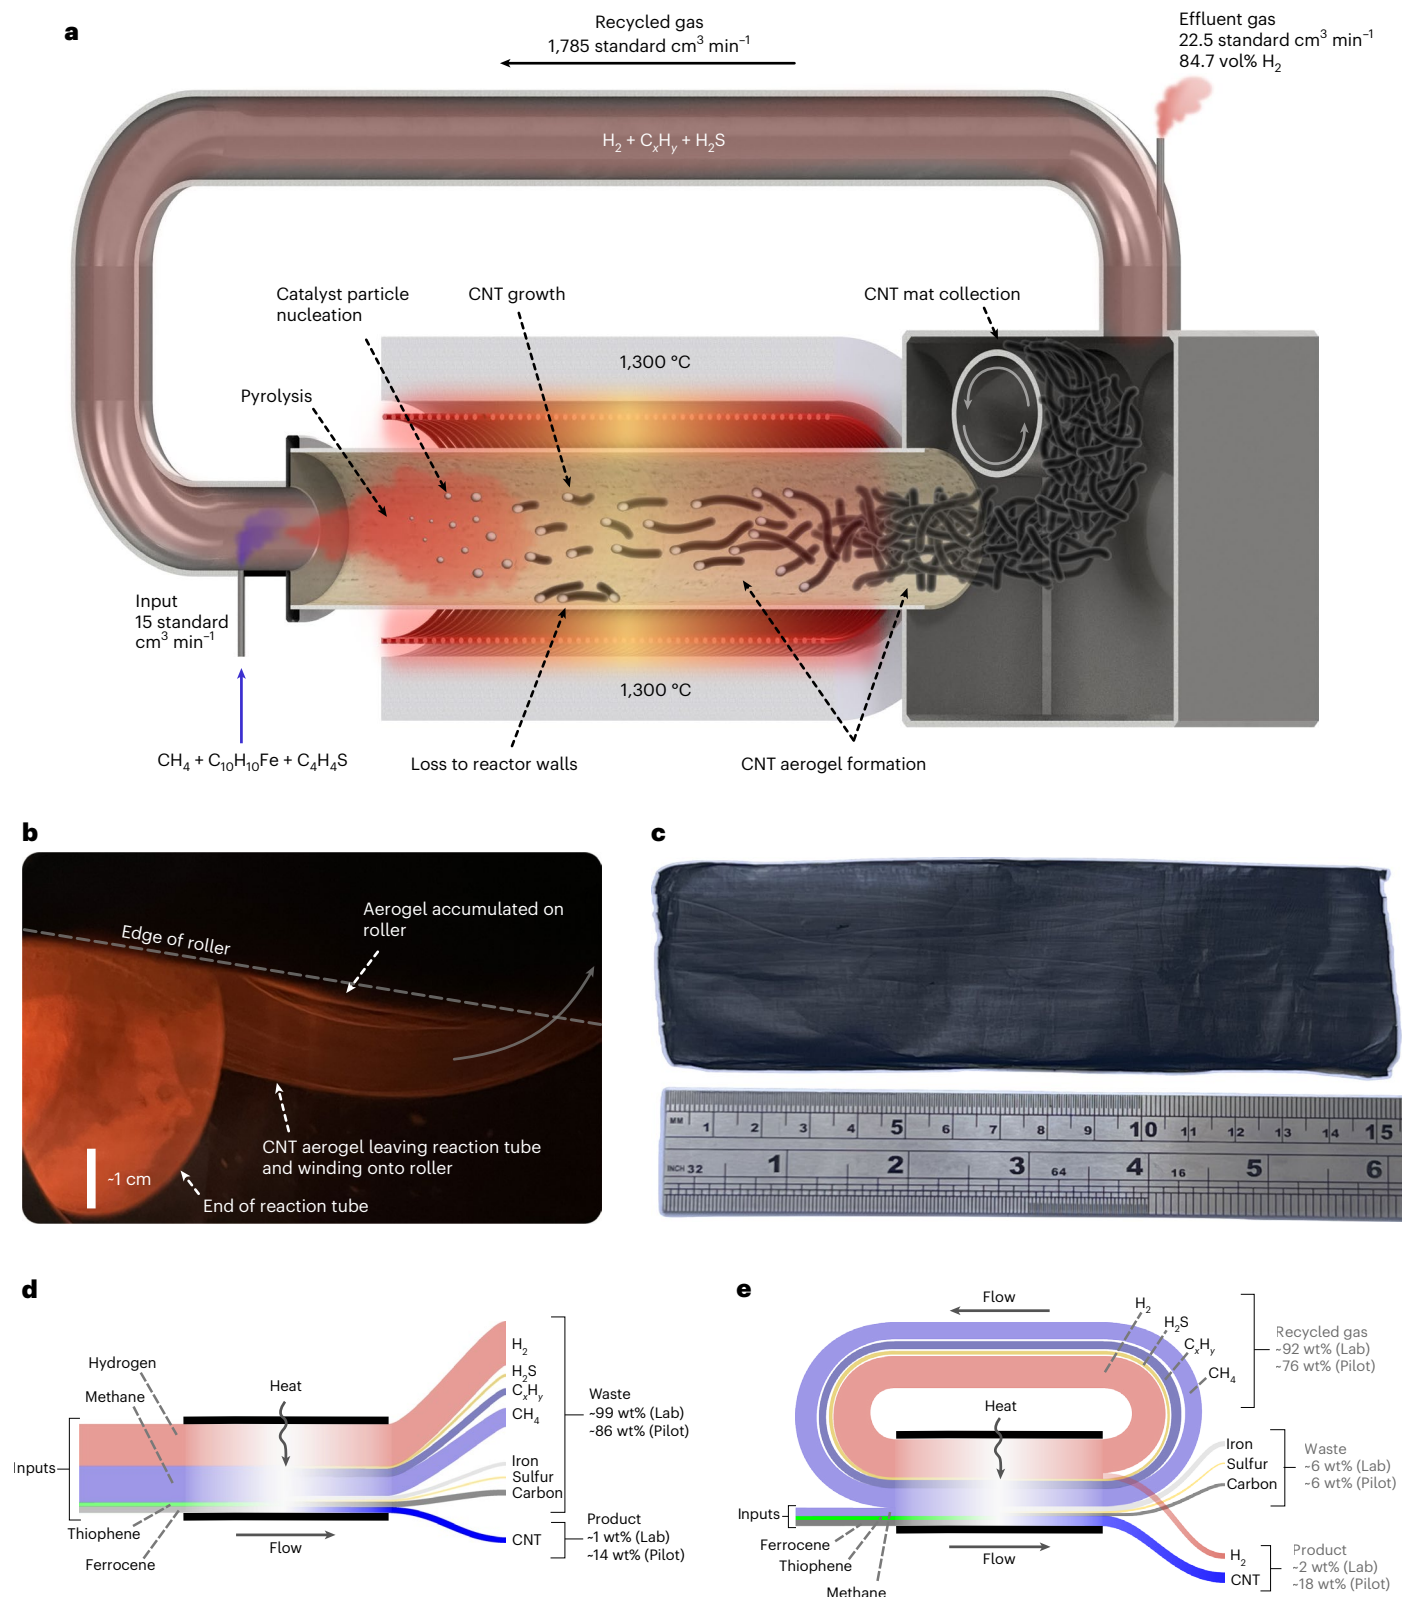 a
Recycled gas
1,785 standard cm³ min⁻¹
Effluent gas
22.5 standard cm³ min⁻¹
84.7 vol% H₂
H₂ + CₓHᵧ + H₂S
Catalyst particle
nucleation
CNT growth
CNT mat collection
1,300 °C
Pyrolysis
Input
15 standard
cm³ min⁻¹
1,300 °C
CH₄ + C₁₀H₁₀Fe + C₄H₄S
Loss to reactor walls
CNT aerogel formation
b
Aerogel accumulated on
roller
Edge of roller
CNT aerogel leaving reaction tube
and winding onto roller
~1 cm
End of reaction tube
c
MM 1 2 3 4 5 6 7 8 9 10 11 12 13 14 15
INCH 32 1 2 3 64 4 16 5 6
d
Hydrogen
Methane
Heat
Inputs
Thiophene
Ferrocene
Flow
H₂
H₂S
CₓHᵧ
CH₄
Iron
Sulfur
Carbon
CNT
Waste
~99 wt% (Lab)
~86 wt% (Pilot)
Product
~1 wt% (Lab)
~14 wt% (Pilot)
e
Flow
H₂
H₂S
CₓHᵧ
CH₄
Recycled gas
~92 wt% (Lab)
~76 wt% (Pilot)
Heat
Iron
Sulfur
Carbon
Waste
~6 wt% (Lab)
~6 wt% (Pilot)
Inputs
Ferrocene
Thiophene
Methane
Flow
H₂
CNT
Product
~2 wt% (Lab)
~18 wt% (Pilot)